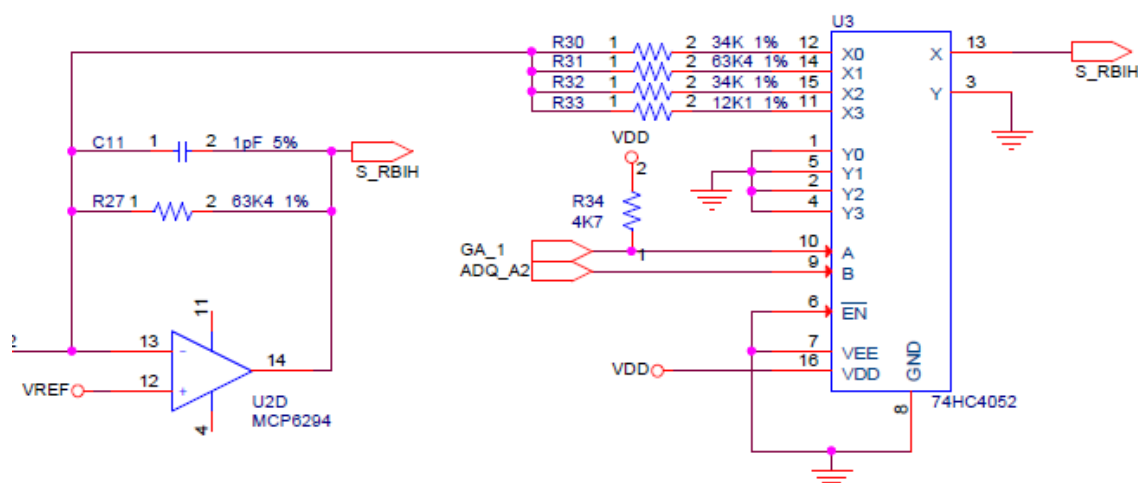 U3
R30 1 2 34K 1% 12 X0 X 13 S_RBIH
R31 1 2 63K4 1% 14 X1
R32 1 2 34K 1% 15 X2 Y 3
R33 1 2 12K1 1% 11 X3
C11 1 2 1pF 5% S_RBIH
VDD
1 Y0
5 Y1
2 Y2
4 Y3
R27 1 2 63K4 1%
2
R34
4K7
1
GA_1 10 A
ADQ_A2 9 B
6 EN
7 VEE
VDD 16 VDD
GND
8
74HC4052
2 13 - 11
14
VREF 12 +
4
U2D
MCP6294